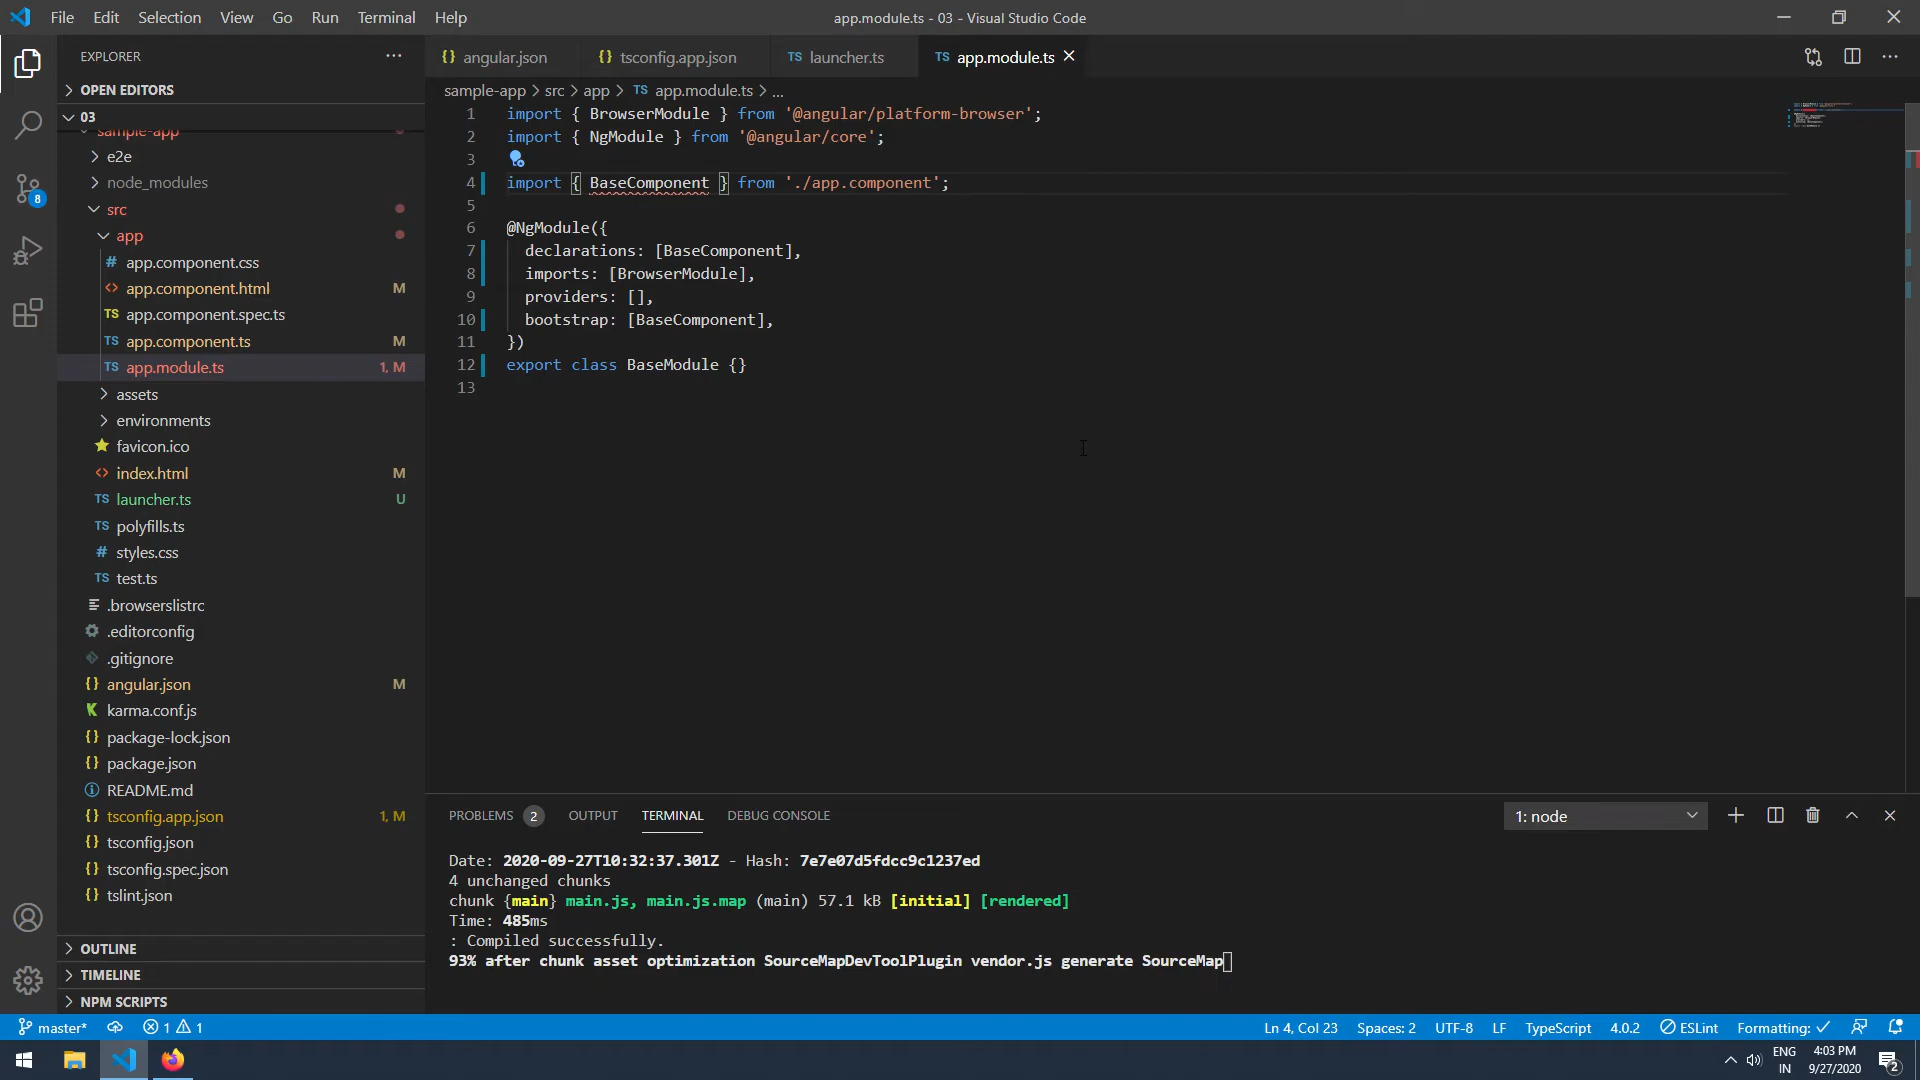 File Edit Selection View Go Run Terminal Help
app.module.ts - 03 - Visual Studio Code
EXPLORER
OPEN EDITORS
03
sample-app
e2e
node_modules
src
app
app.component.css
app.component.html M
app.component.spec.ts
app.component.ts M
app.module.ts 1, M
assets
environments
favicon.ico
index.html M
launcher.ts U
polyfills.ts
styles.css
test.ts
.browserslistrc
.editorconfig
.gitignore
angular.json M
karma.conf.js
package-lock.json
package.json
README.md
tsconfig.app.json 1, M
tsconfig.json
tsconfig.spec.json
tslint.json
OUTLINE
TIMELINE
NPM SCRIPTS
8
{} angular.json {} tsconfig.app.json TS launcher.ts TS app.module.ts
sample-app > src > app > TS app.module.ts > ...
1 import { BrowserModule } from '@angular/platform-browser';
2 import { NgModule } from '@angular/core';
3
4 import { BaseComponent } from './app.component';
5
6 @NgModule({
7 declarations: [BaseComponent],
8 imports: [BrowserModule],
9 providers: [],
10 bootstrap: [BaseComponent],
11 })
12 export class BaseModule {}
13
PROBLEMS 2 OUTPUT TERMINAL DEBUG CONSOLE 1: node
Date: 2020-09-27T10:32:37.301Z - Hash: 7e7e07d5fdcc9c1237ed
4 unchanged chunks
chunk {main} main.js, main.js.map (main) 57.1 kB [initial] [rendered]
Time: 485ms
: Compiled successfully.
93% after chunk asset optimization SourceMapDevToolPlugin vendor.js generate SourceMap
master* 1 1 Ln 4, Col 23 Spaces: 2 UTF-8 LF TypeScript 4.0.2 ESLint Formatting: ✓
ENG 4:03 PM
IN 9/27/2020 2